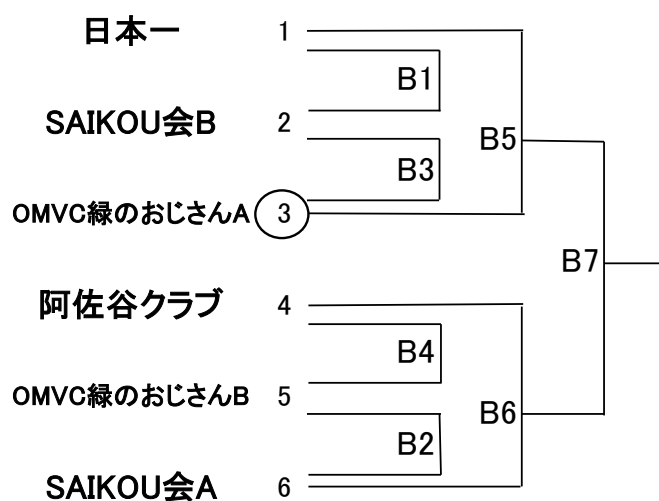 日本一 1
B1
SAIKOU会B 2
B5
B3
OMVC緑のおじさんA 3
B7
阿佐谷クラブ 4
B4
OMVC緑のおじさんB 5
B6
B2
SAIKOU会A 6